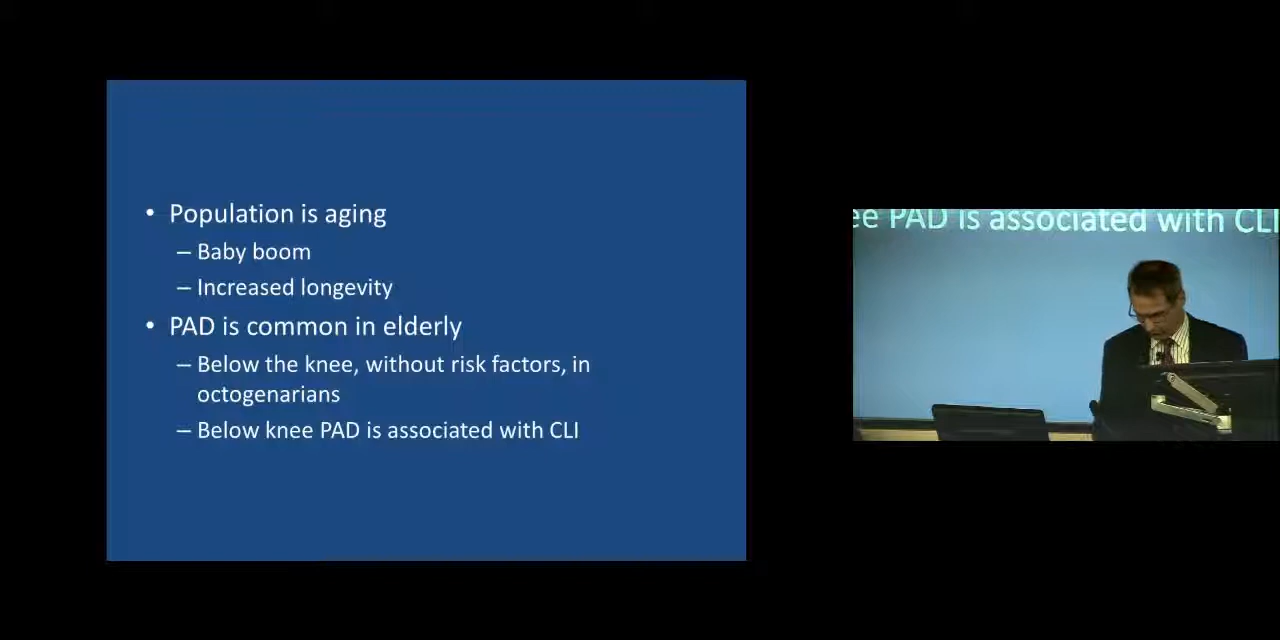 • Population is aging
– Baby boom
– Increased longevity
• PAD is common in elderly
– Below the knee, without risk factors, in
octogenarians
– Below knee PAD is associated with CLI
ee PAD is associated with CLI